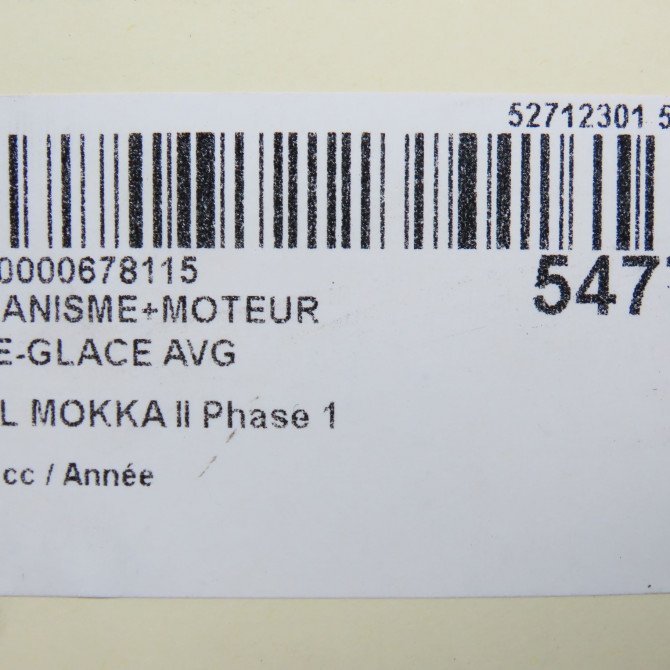 52712301 5
0000678115
547
ANISME+MOTEUR
E-GLACE AVG
L MOKKA II Phase 1
cc / Année